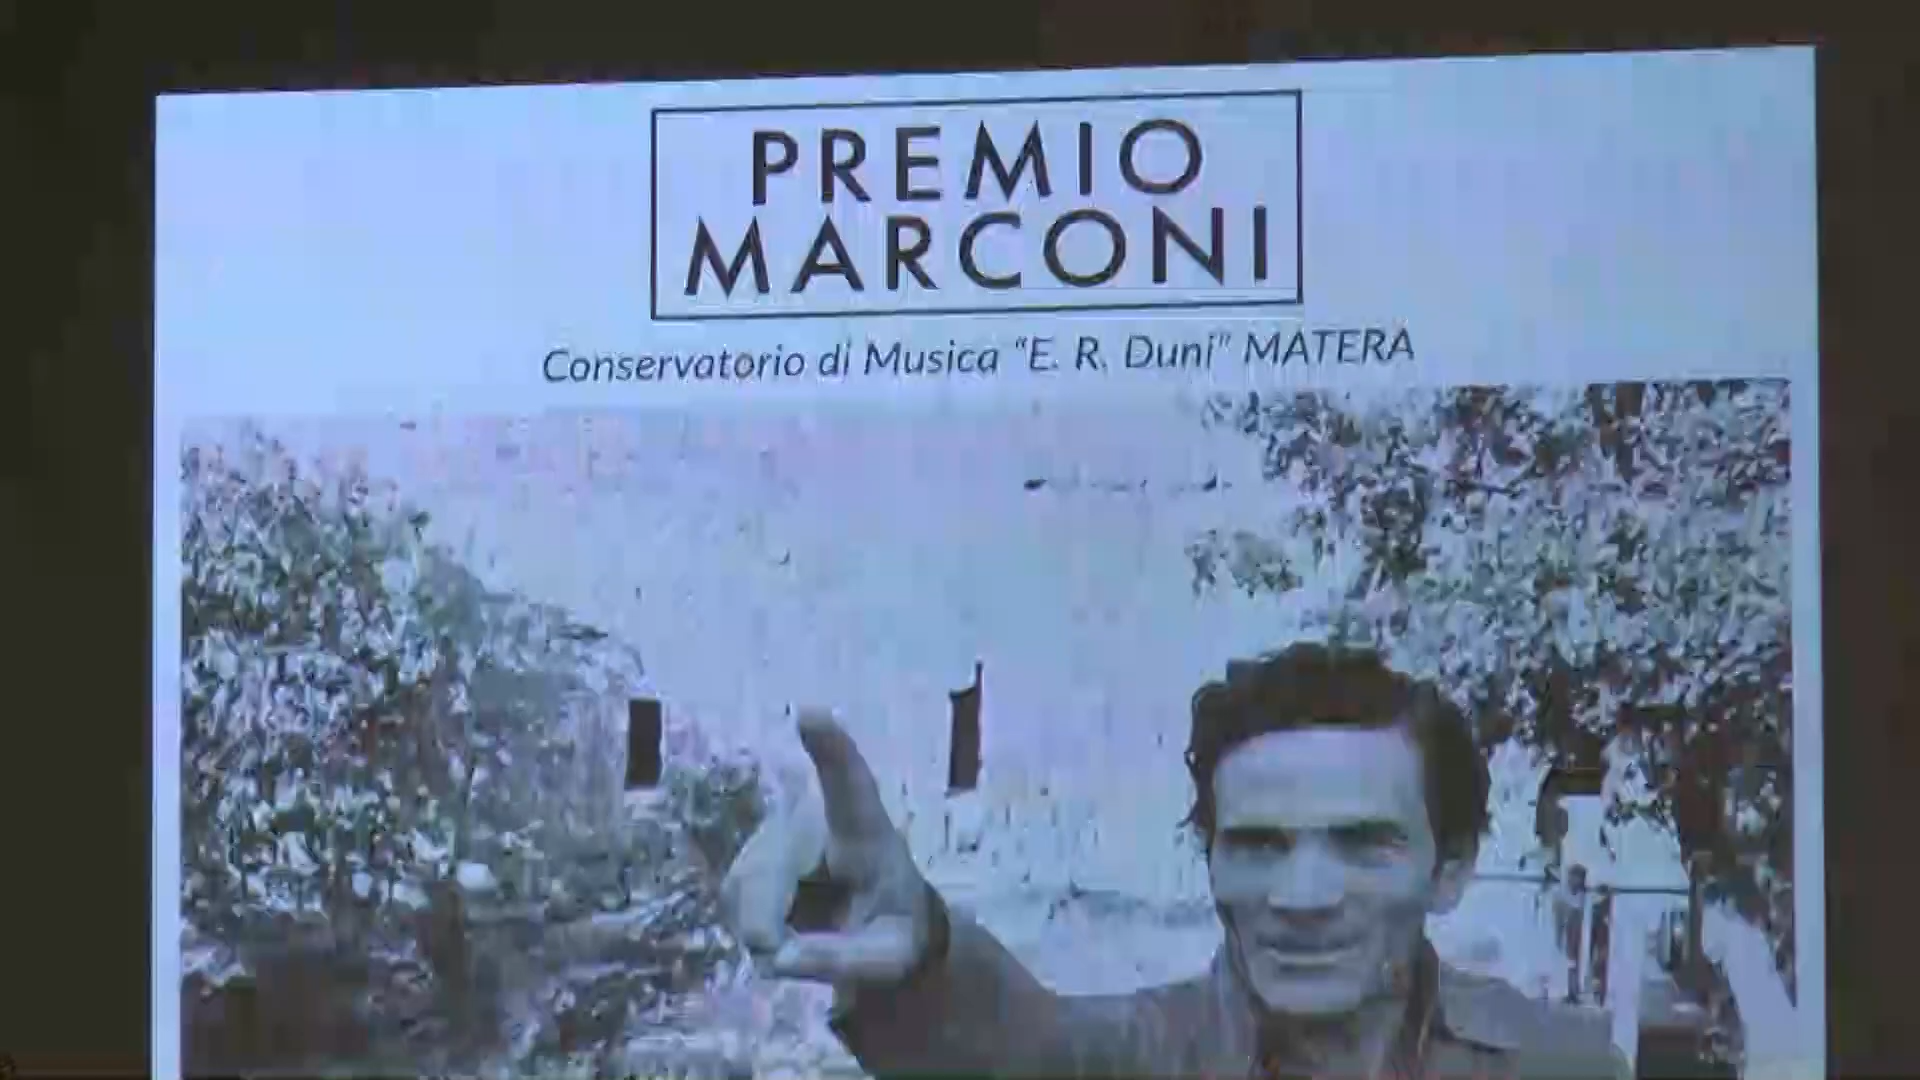 PREMIO
MARCONI
Conservatorio di Musica "E. R. Duni" MATERA